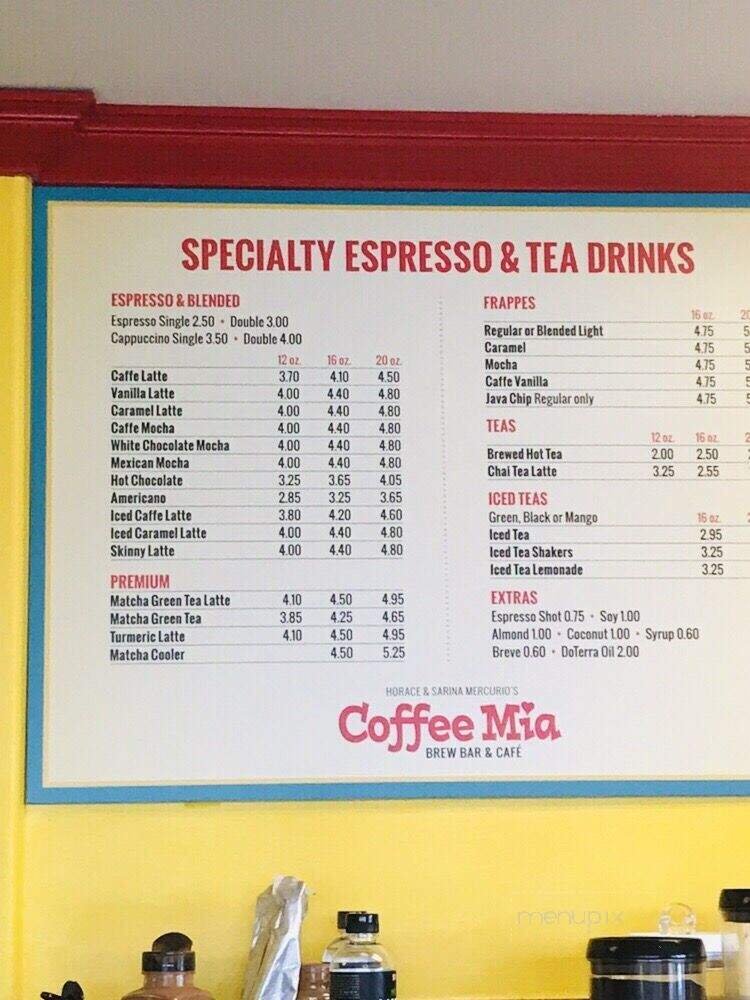 SPECIALTY ESPRESSO & TEA DRINKS
ESPRESSO & BLENDED
Espresso Single 2.50 • Double 3.00
Cappuccino Single 3.50 • Double 4.00
12 oz. 16 oz. 20 oz.
Caffe Latte 3.70 4.10 4.50
Vanilla Latte 4.00 4.40 4.80
Caramel Latte 4.00 4.40 4.80
Caffe Mocha 4.00 4.40 4.80
White Chocolate Mocha 4.00 4.40 4.80
Mexican Mocha 4.00 4.40 4.80
Hot Chocolate 3.25 3.65 4.05
Americano 2.85 3.25 3.65
Iced Caffe Latte 3.80 4.20 4.60
Iced Caramel Latte 4.00 4.40 4.80
Skinny Latte 4.00 4.40 4.80
PREMIUM
Matcha Green Tea Latte 4.10 4.50 4.95
Matcha Green Tea 3.85 4.25 4.65
Turmeric Latte 4.10 4.50 4.95
Matcha Cooler 4.50 5.25
FRAPPES
16 oz.
Regular or Blended Light 4.75
Caramel 4.75
Mocha 4.75
Caffe Vanilla 4.75
Java Chip Regular only 4.75
TEAS
12 oz. 16 oz.
Brewed Hot Tea 2.00 2.50
Chai Tea Latte 3.25 2.55
ICED TEAS
Green, Black or Mango 16 oz.
Iced Tea 2.95
Iced Tea Shakers 3.25
Iced Tea Lemonade 3.25
EXTRAS
Espresso Shot 0.75 • Soy 1.00
Almond 1.00 • Coconut 1.00 • Syrup 0.60
Breve 0.60 • DoTerra Oil 2.00
HORACE & SARINA MERCURIO'S
Coffee Mia
BREW BAR & CAFÉ
menupix